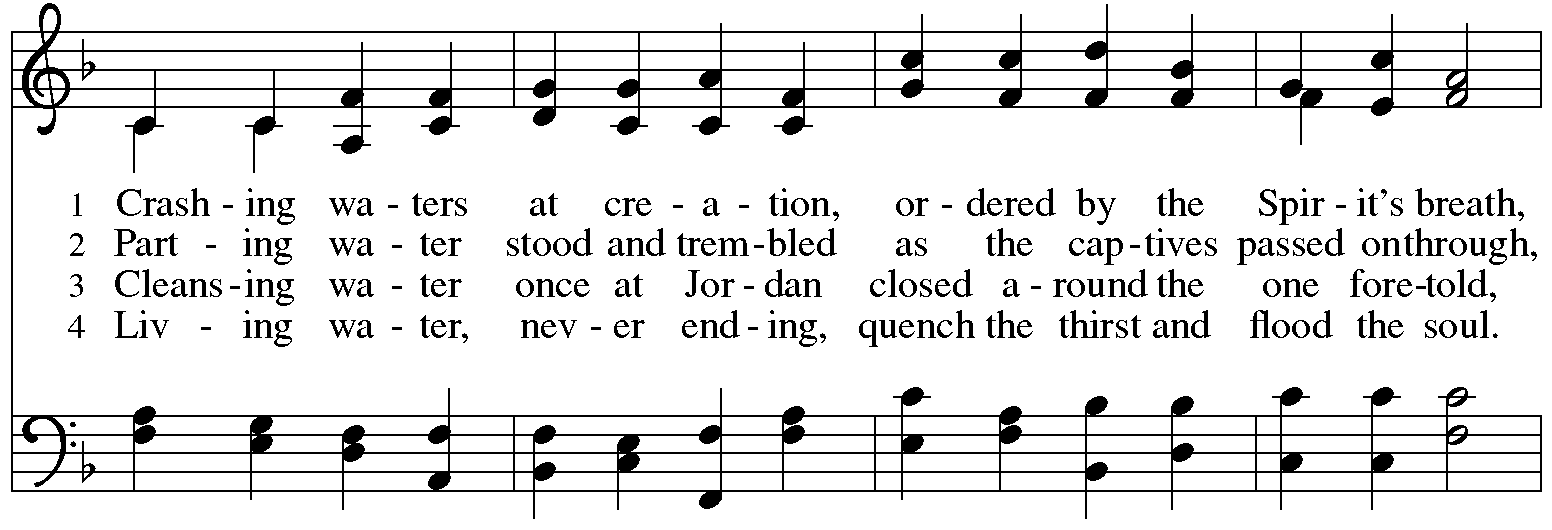 1 Crash - ing wa - ters at cre - a - tion, or - dered by the Spir - it's breath,
2 Part - ing wa - ter stood and trem - bled as the cap - tives passed onthrough,
3 Cleans - ing wa - ter once at Jor - dan closed a - round the one fore - told,
4 Liv - ing wa - ter, nev - er end - ing, quench the thirst and flood the soul.